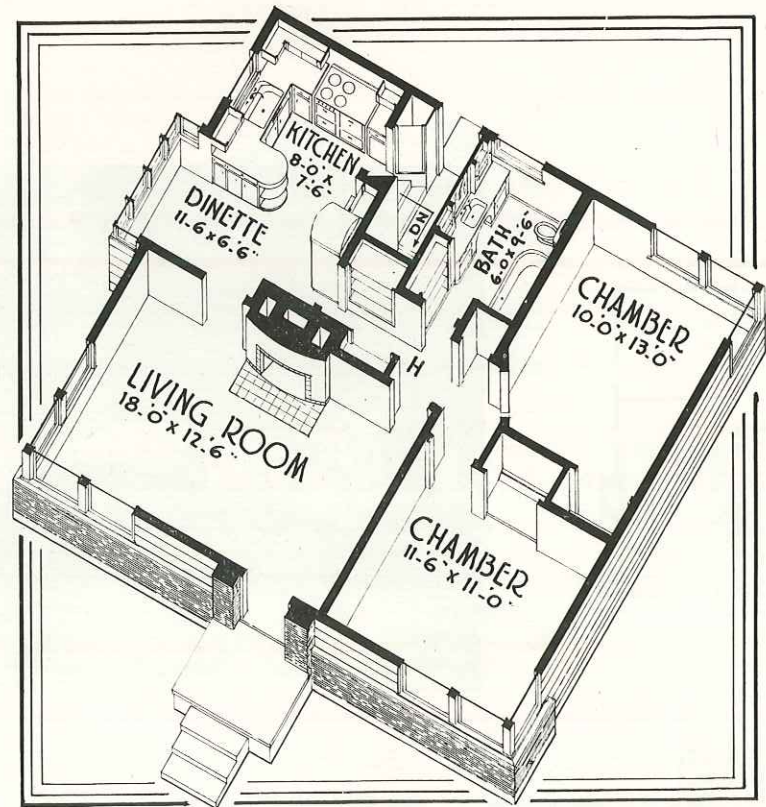 KITCHEN
8'-0" x
7'-6"
DINETTE
11'-6 x 6'-6"
DN
BATH
6'-0 x 9'-6"
CHAMBER
10'-0" x 13'-0"
H
LIVING ROOM
18'-0" x 12'-6"
CHAMBER
11'-6" x 11'-0"